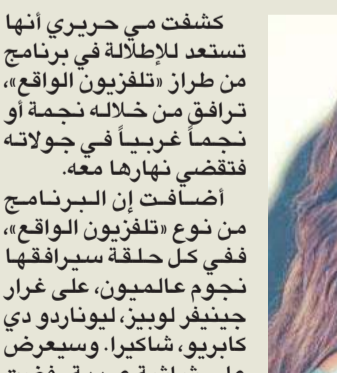 كشفت مي حريري أنها
تستعد للإطلالة في برنامج
من طراز «تلفزيون الواقع»،
ترافق من خلاله نجمة أو
نجماً غربياً في جولاته
فتقضي نهارها معه.
أضافت إن البرنامج
من نوع «تلفزيون الواقع»،
ففي كل حلقة سيرافقها
نجوم عالميون، على غرار
جينيفر لوبيز، ليوناردو دي
كابريو، شاكيرا. وسيعرض